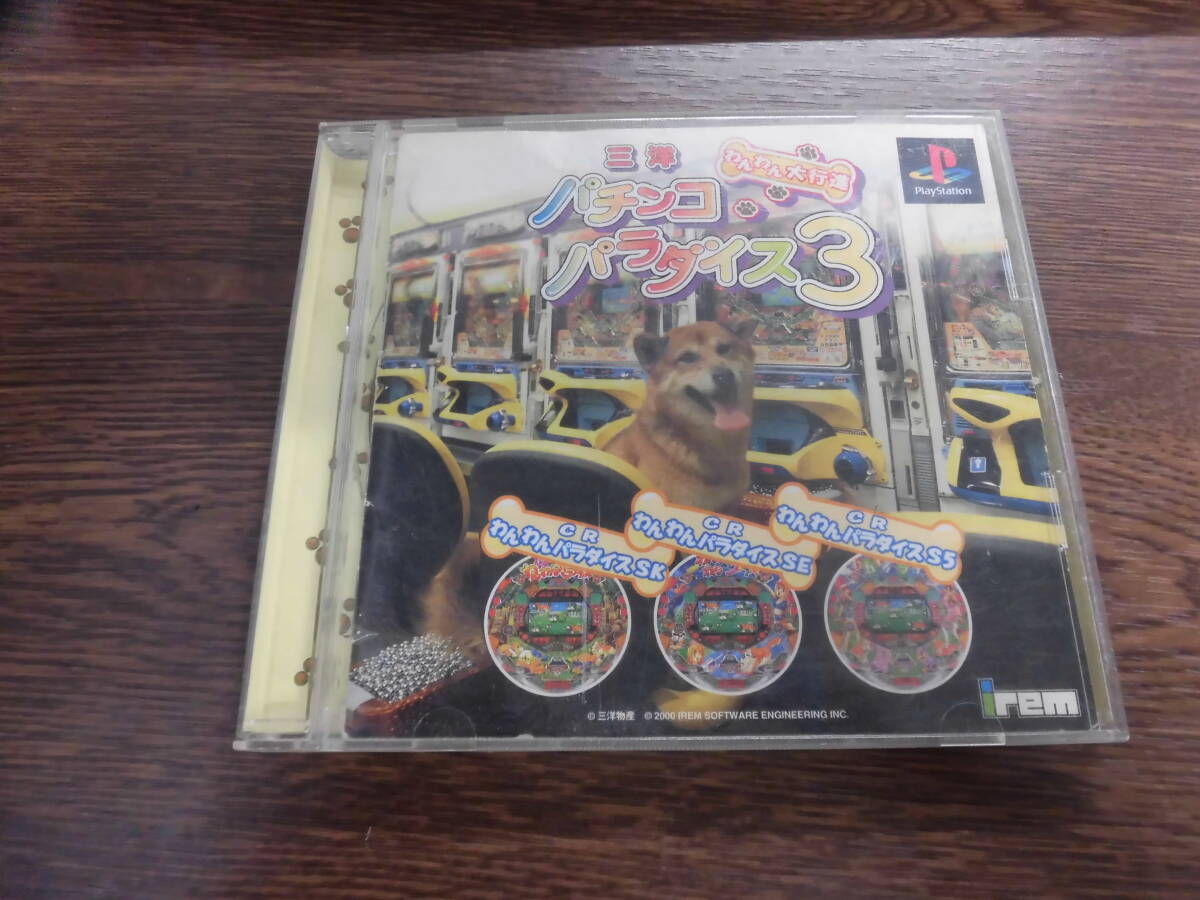 三洋
わんわん大行進
パチンコ
パラダイス3
PlayStation
CR
わんわんパラダイスSK
CR
わんわんパラダイスSE
CR
わんわんパラダイスS5
© 三洋物産 © 2000 IREM SOFTWARE ENGINEERING INC.
irem